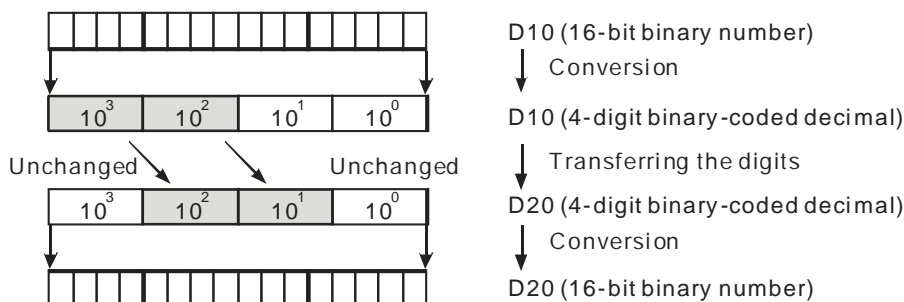 D10 (16-bit binary number)
Conversion
10³ 10² 10¹ 10⁰
D10 (4-digit binary-coded decimal)
Unchanged Unchanged
Transferring the digits
10³ 10² 10¹ 10⁰
D20 (4-digit binary-coded decimal)
Conversion
D20 (16-bit binary number)